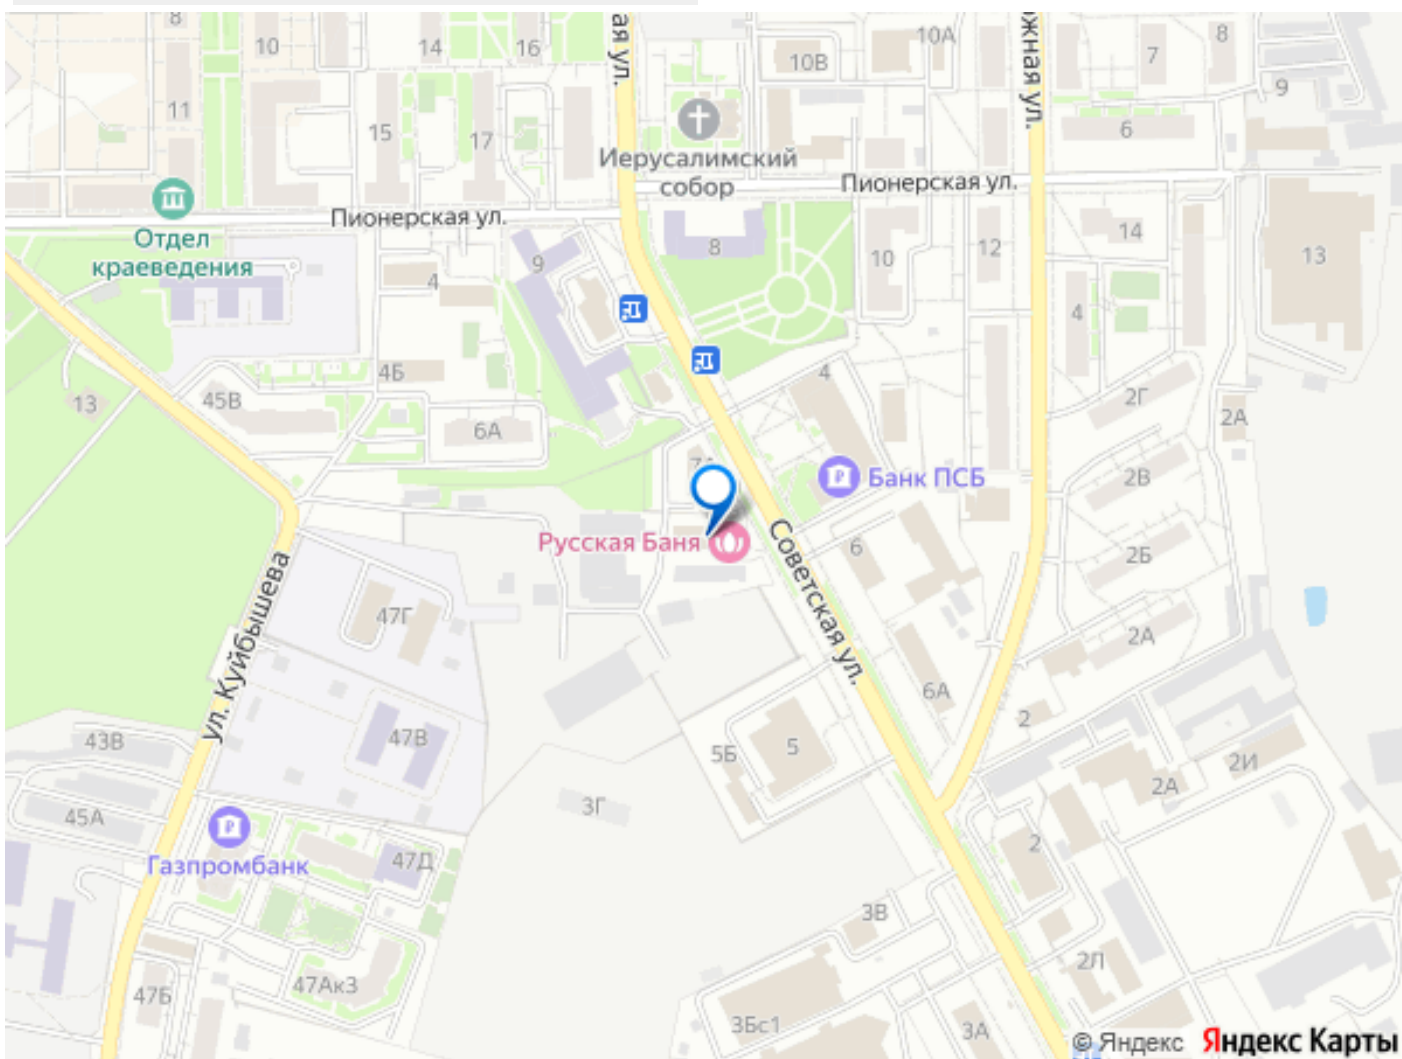 8
10
14
16
ая ул.
10В
10А
жная ул.
7
8
9
11
15
17
6
Иерусалимский
собор
Пионерская ул.
Пионерская ул.
Отдел
краеведения
4
9
8
10
12
14
13
4
4Б
45В
13
6А
4
2Г
2А
Банк ПСБ
2В
Русская Баня
Советская ул.
6
2Б
ул. Куйбышева
47Г
2А
6А
2
43В
47В
5Б
5
2И
2А
3Г
45А
Газпромбанк
47Д
2
3В
2Л
47Ак3
47Б
3Бс1
3А
© Яндекс Яндекс Карты